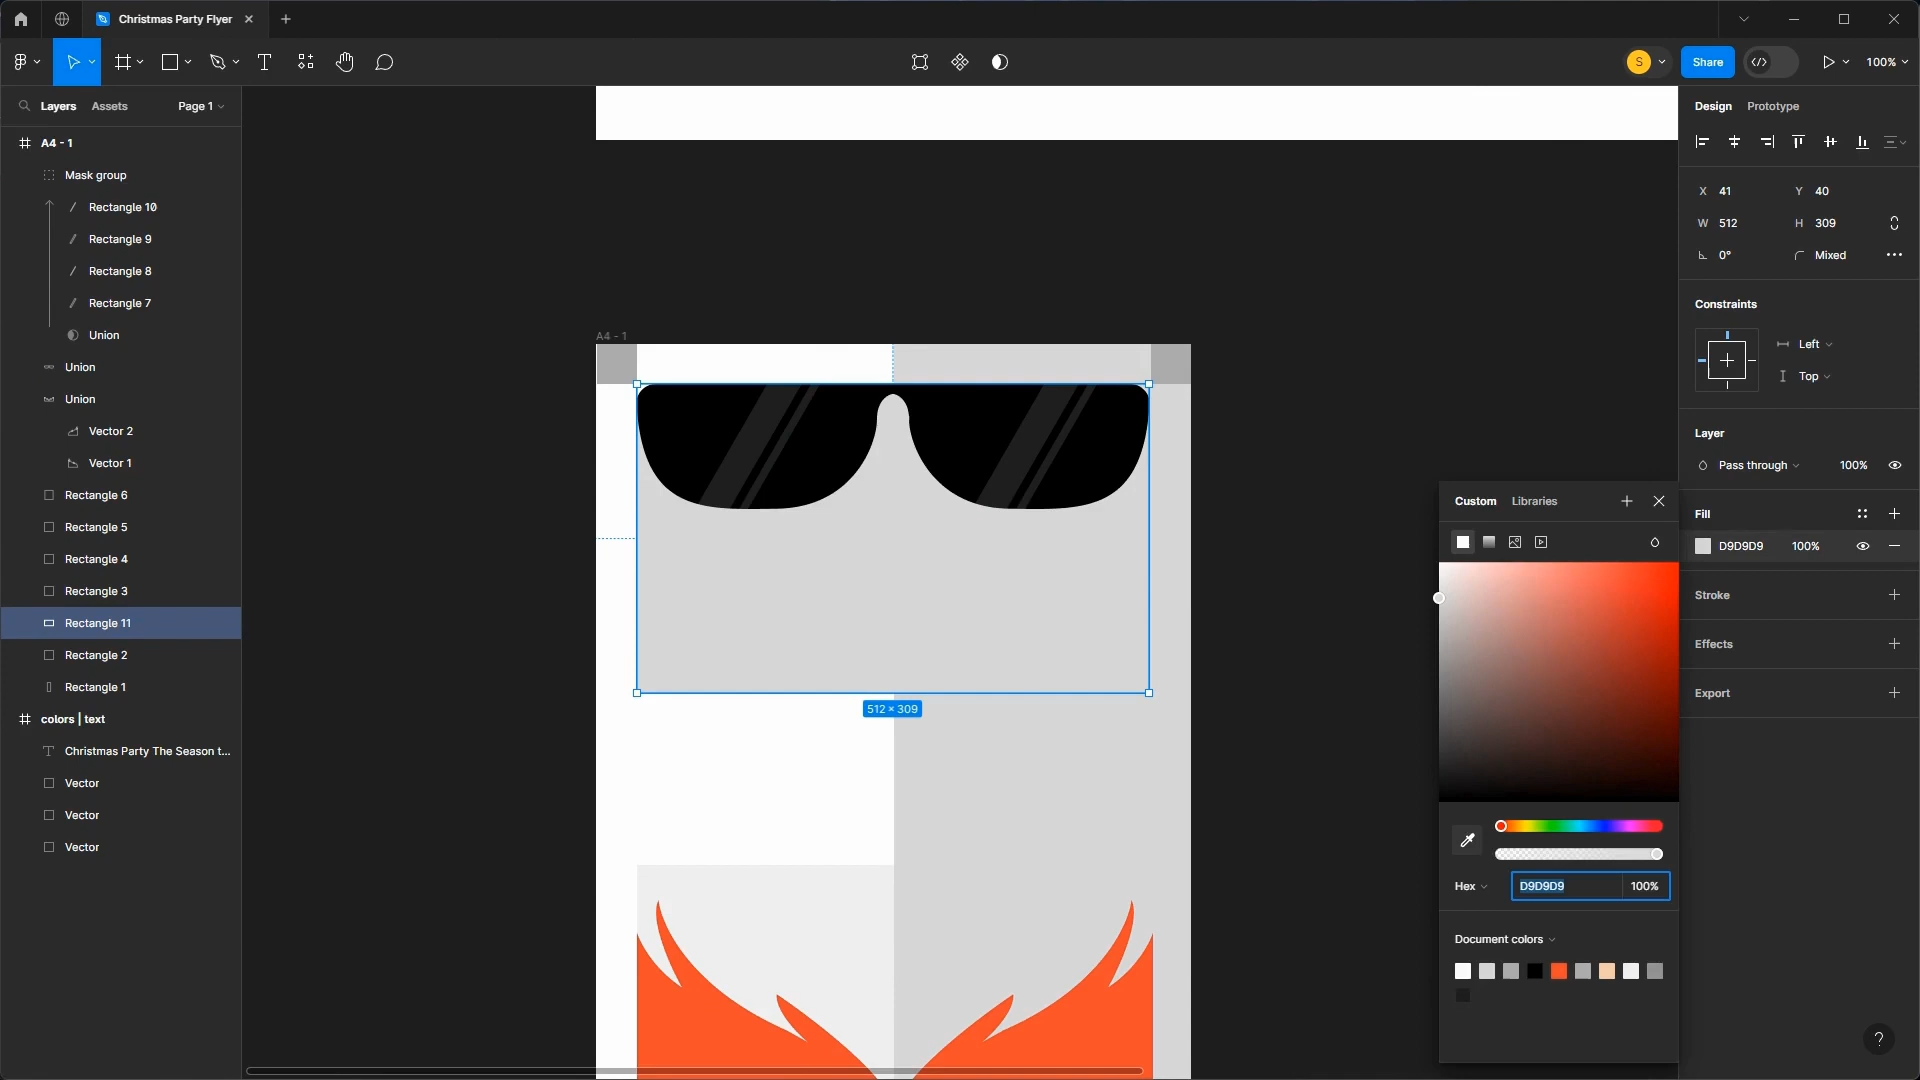 Christmas Party Flyer
S
Share
100%
Layers
Assets
Page 1
A4 - 1
Mask group
Rectangle 10
Rectangle 9
Rectangle 8
Rectangle 7
Union
Union
Union
Vector 2
Vector 1
Rectangle 6
Rectangle 5
Rectangle 4
Rectangle 3
Rectangle 11
Rectangle 2
Rectangle 1
colors | text
Christmas Party The Season t...
Vector
Vector
Vector
A4 - 1
512 × 309
Custom
Libraries
Hex
D9D9D9
100%
Document colors
Design
Prototype
X 41
Y 40
W 512
H 309
0°
Mixed
Constraints
Left
Top
Layer
Pass through
100%
Fill
D9D9D9
100%
Stroke
Effects
Export
?